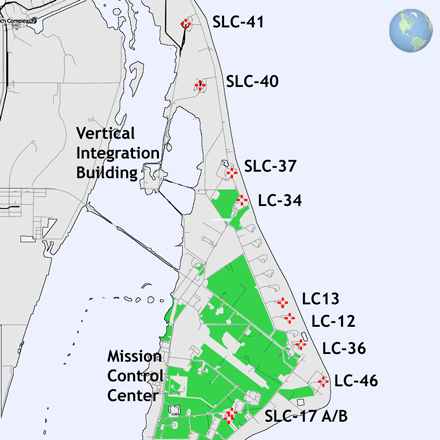 ch Complex 39
SLC-41
SLC-40
Vertical
Integration
Building
SLC-37
LC-34
LC13
LC-12
LC-36
Mission
Control
Center
LC-46
SLC-17 A/B